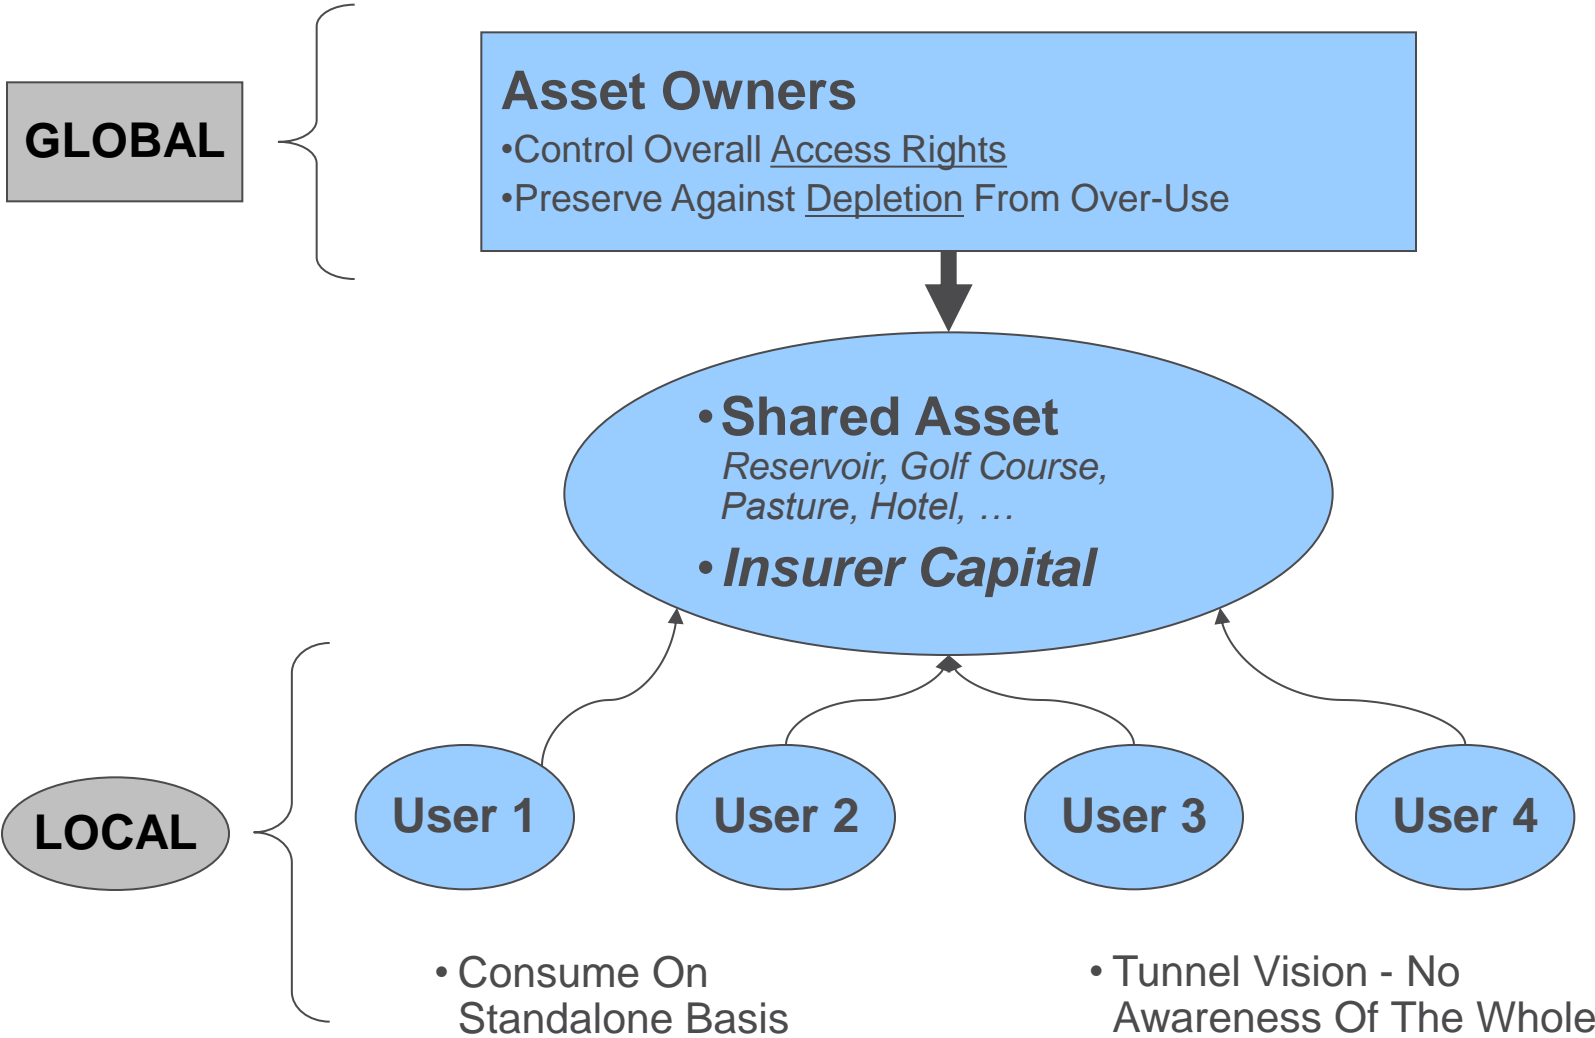 GLOBAL
Asset Owners
•Control Overall Access Rights
•Preserve Against Depletion From Over-Use
•Shared Asset
Reservoir, Golf Course,
Pasture, Hotel, …
•Insurer Capital
LOCAL
User 1
User 2
User 3
User 4
•Consume On
Standalone Basis
•Tunnel Vision - No
Awareness Of The Whole